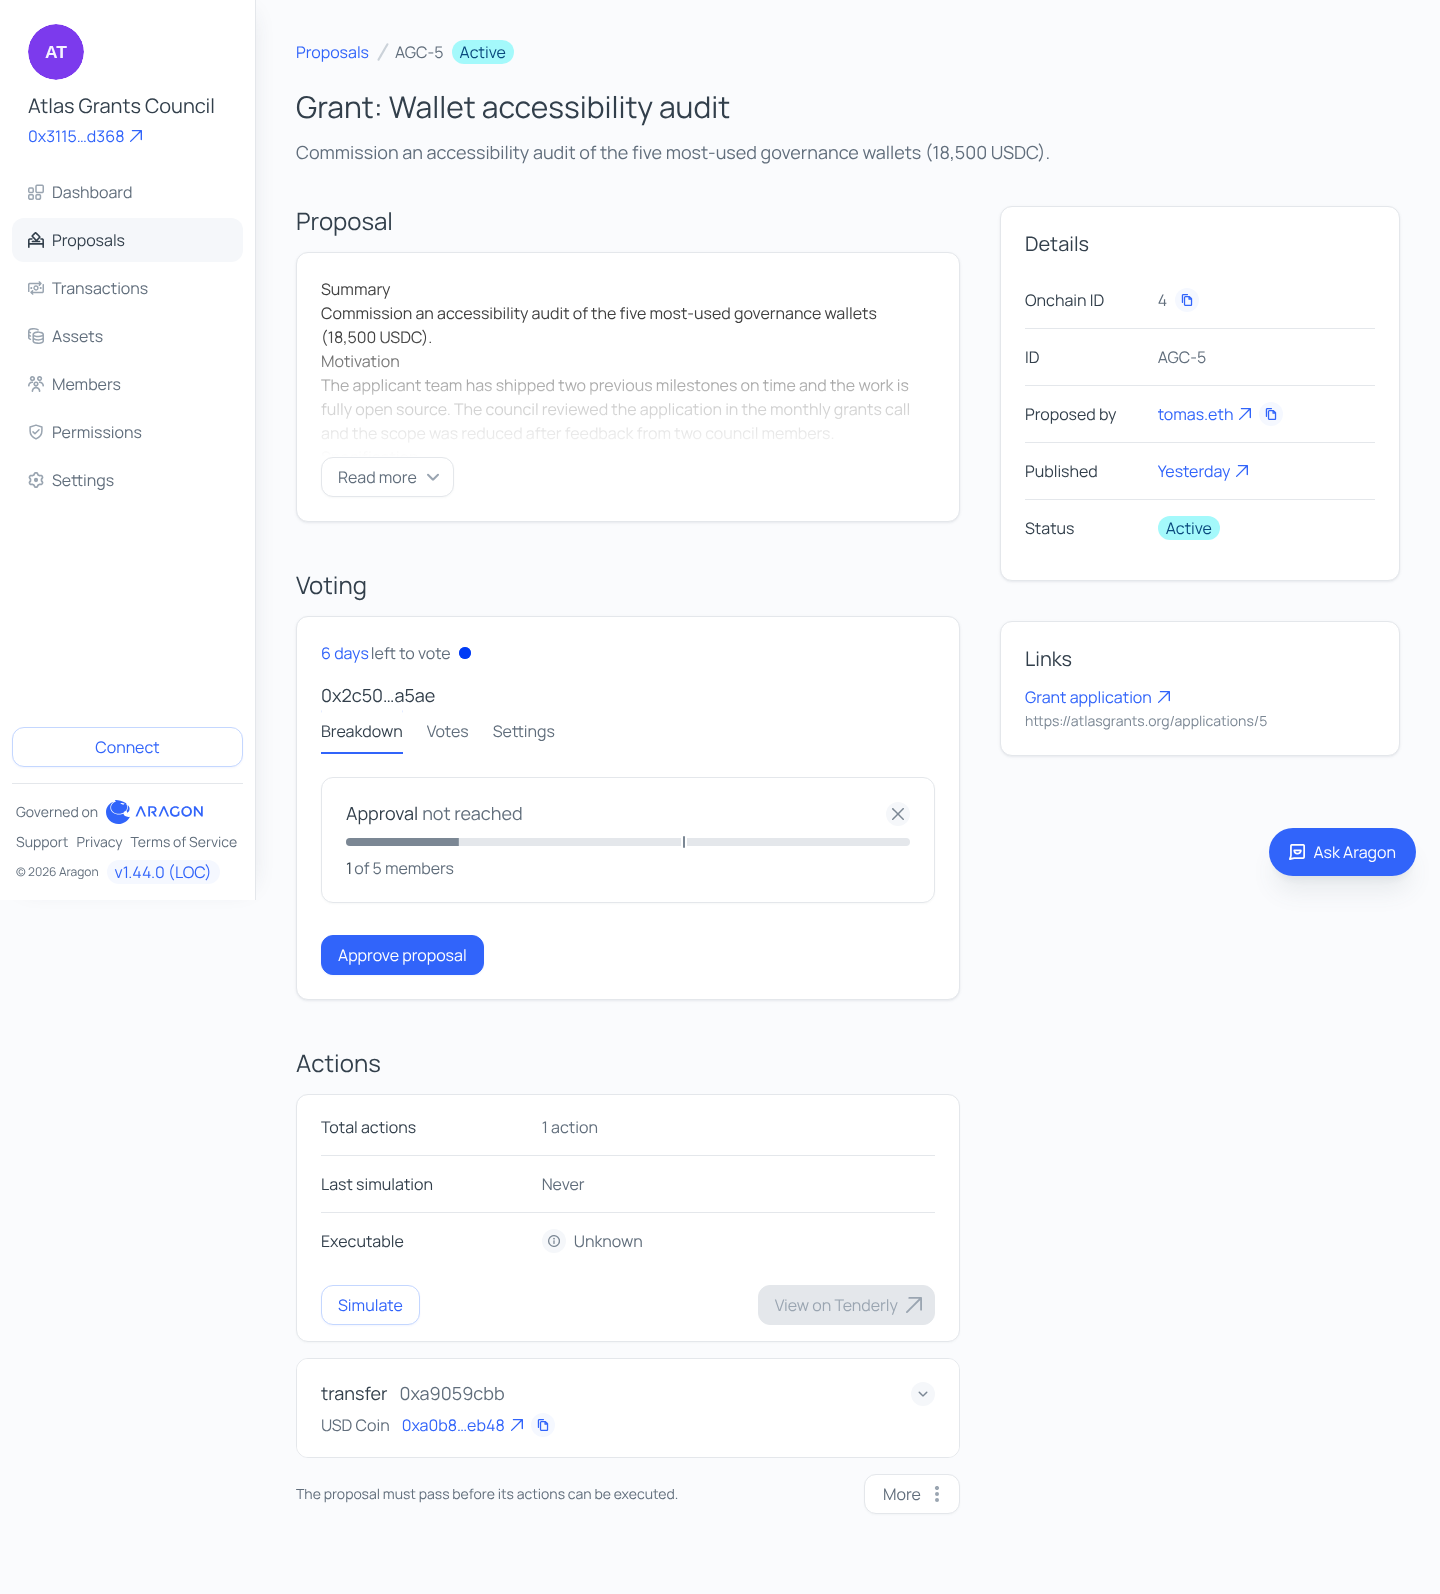 AT
Atlas Grants Council
0x3115...d368
Dashboard
Proposals
Transactions
Assets
Members
Permissions
Settings
Connect
Governed on ARAGON
Support Privacy Terms of Service
© 2026 Aragon v1.44.0 (LOC)
Proposals / AGC-5 Active
Grant: Wallet accessibility audit
Commission an accessibility audit of the five most-used governance wallets (18,500 USDC).
Proposal
Summary
Commission an accessibility audit of the five most-used governance wallets
(18,500 USDC).
Motivation
The applicant team has shipped two previous milestones on time and the work is
fully open source. The council reviewed the application in the monthly grants call
and the scope was reduced after feedback from two council members.
Read more
Voting
6 days left to vote
0x2c50...a5ae
Breakdown Votes Settings
Approval not reached
1 of 5 members
Approve proposal
Actions
Total actions 1 action
Last simulation Never
Executable Unknown
Simulate View on Tenderly
transfer 0xa9059cbb
USD Coin 0xa0b8...eb48
The proposal must pass before its actions can be executed.
More
Details
Onchain ID 4
ID AGC-5
Proposed by tomas.eth
Published Yesterday
Status Active
Links
Grant application
https://atlasgrants.org/applications/5
Ask Aragon